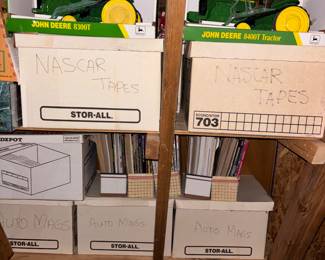 JOHN DEERE 8300T
JOHN DEERE 8400T Tractor
NASCAR
TAPES
STOR-ALL.
NASCAR
TAPES
703
DEPOT
AUTO MAGS
STOR-ALL.
AUTO MAGS
STOR-ALL.
AUTO MAGS
STOR-ALL.